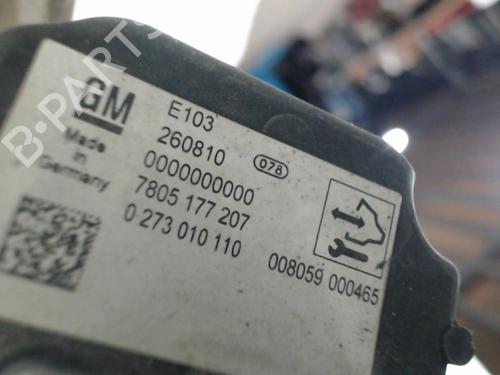 B-PARTS
GM
E103
260810
078
0000000000
7805 177 207
0 273 010 110
008059 000465
Made
in
Germany